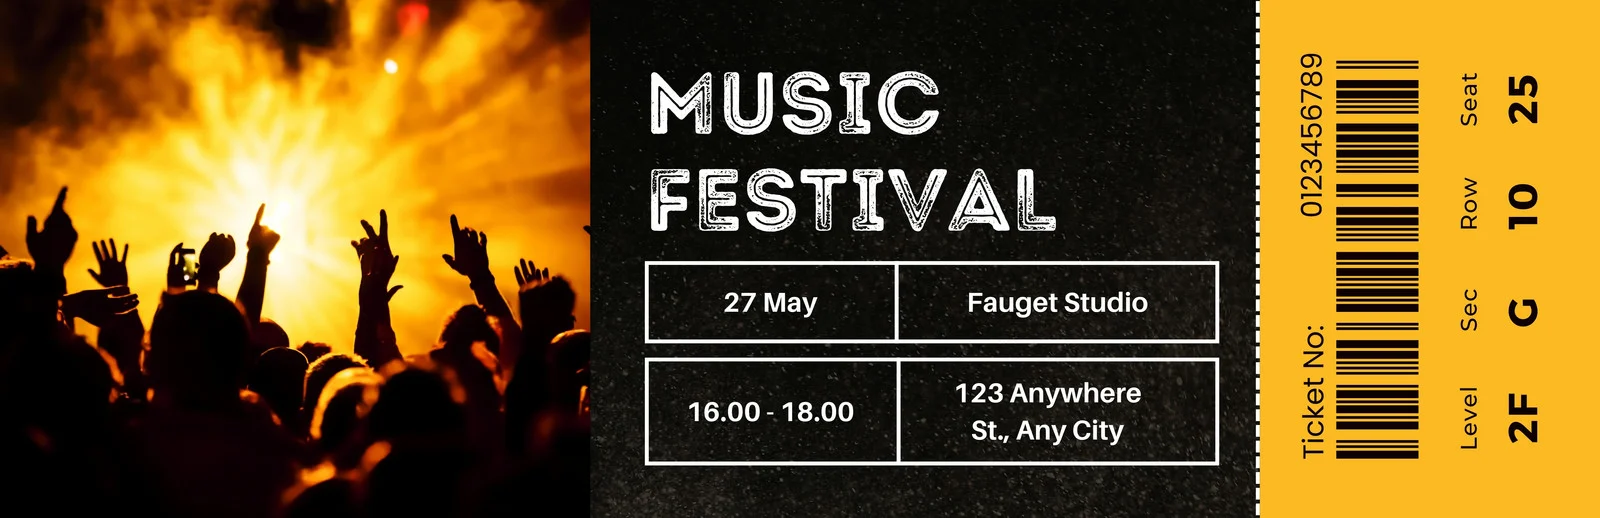 MUSIC
FESTIVAL
27 May
Fauget Studio
16.00 - 18.00
123 Anywhere
St., Any City
Ticket No: 0123456789
Level Sec Row Seat
2F G 10 25